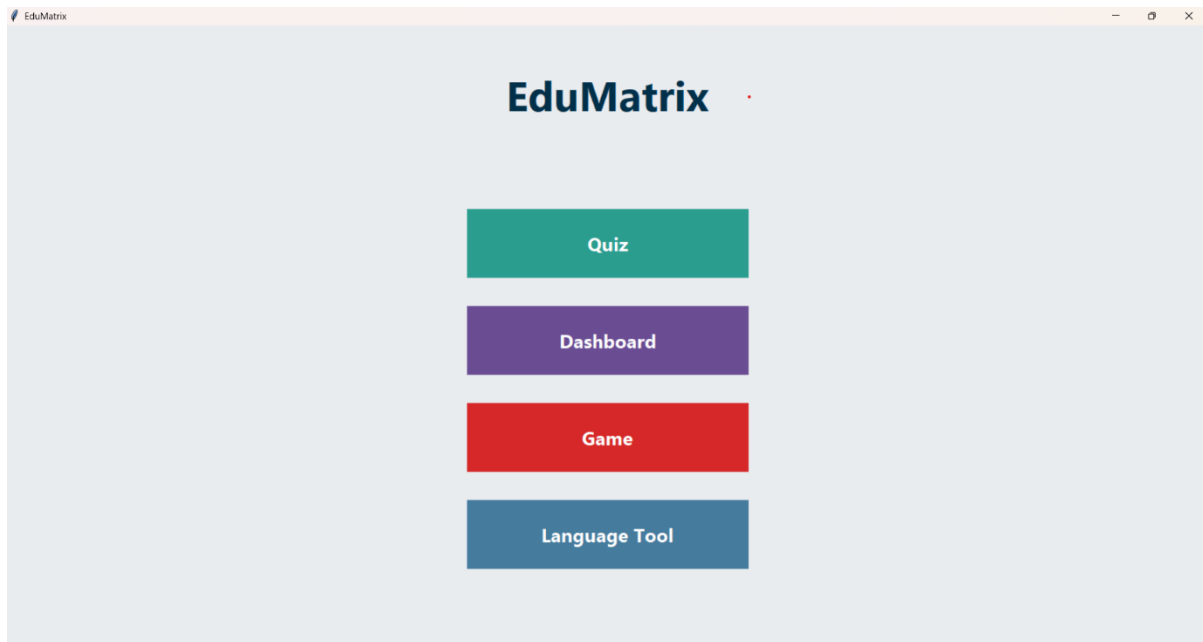 EduMatrix
EduMatrix
Quiz
Dashboard
Game
Language Tool